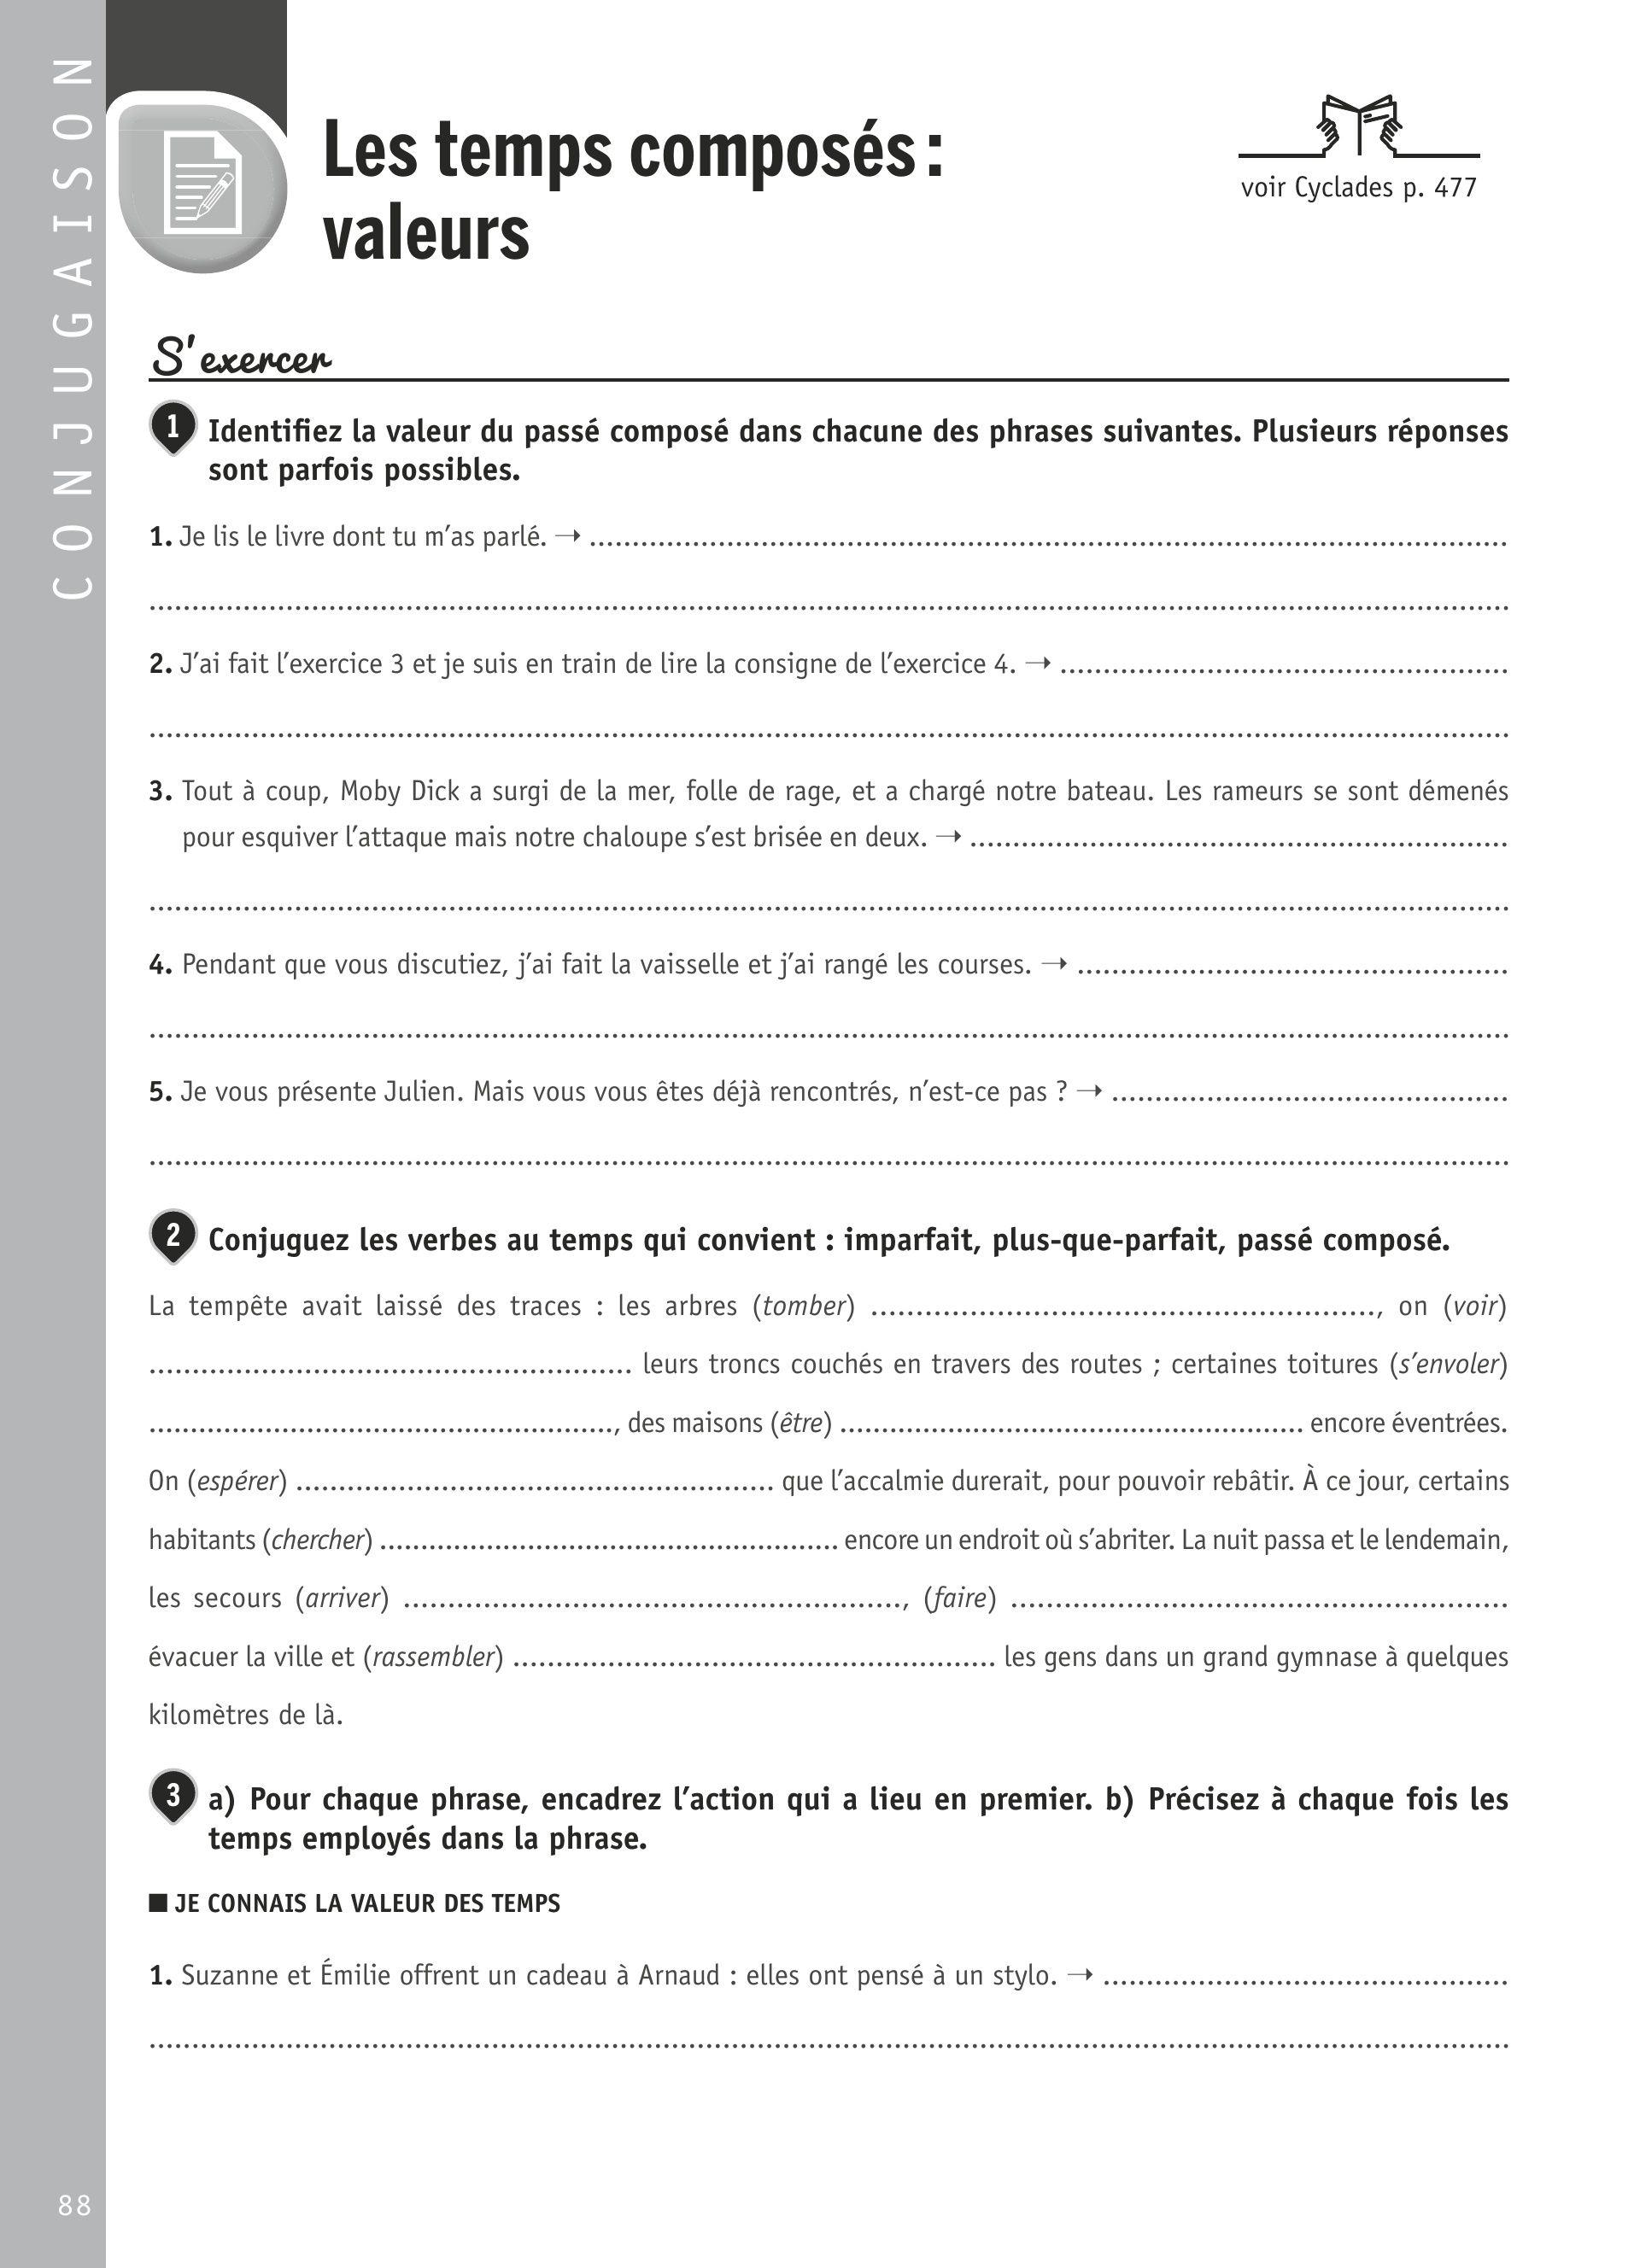 CONJUGAISON
Les temps composés :
valeurs
voir Cyclades p. 477
S'exercer
1 Identifiez la valeur du passé composé dans chacune des phrases suivantes. Plusieurs réponses
sont parfois possibles.
1. Je lis le livre dont tu m'as parlé. → ....................
....................
2. J'ai fait l'exercice 3 et je suis en train de lire la consigne de l'exercice 4. → ....................
....................
3. Tout à coup, Moby Dick a surgi de la mer, folle de rage, et a chargé notre bateau. Les rameurs se sont démenés
pour esquiver l'attaque mais notre chaloupe s'est brisée en deux. → ....................
....................
4. Pendant que vous discutiez, j'ai fait la vaisselle et j'ai rangé les courses. → ....................
....................
5. Je vous présente Julien. Mais vous vous êtes déjà rencontrés, n'est-ce pas ? → ....................
....................
2 Conjuguez les verbes au temps qui convient : imparfait, plus-que-parfait, passé composé.
La tempête avait laissé des traces : les arbres (tomber) ...................., on (voir)
.................... leurs troncs couchés en travers des routes ; certaines toitures (s'envoler)
...................., des maisons (être) .................... encore éventrées.
On (espérer) .................... que l'accalmie durerait, pour pouvoir rebâtir. À ce jour, certains
habitants (chercher) .................... encore un endroit où s'abriter. La nuit passa et le lendemain,
les secours (arriver) ...................., (faire) ....................
évacuer la ville et (rassembler) .................... les gens dans un grand gymnase à quelques
kilomètres de là.
3 a) Pour chaque phrase, encadrez l'action qui a lieu en premier. b) Précisez à chaque fois les
temps employés dans la phrase.
■ JE CONNAIS LA VALEUR DES TEMPS
1. Suzanne et Émilie offrent un cadeau à Arnaud : elles ont pensé à un stylo. → ....................
....................
88